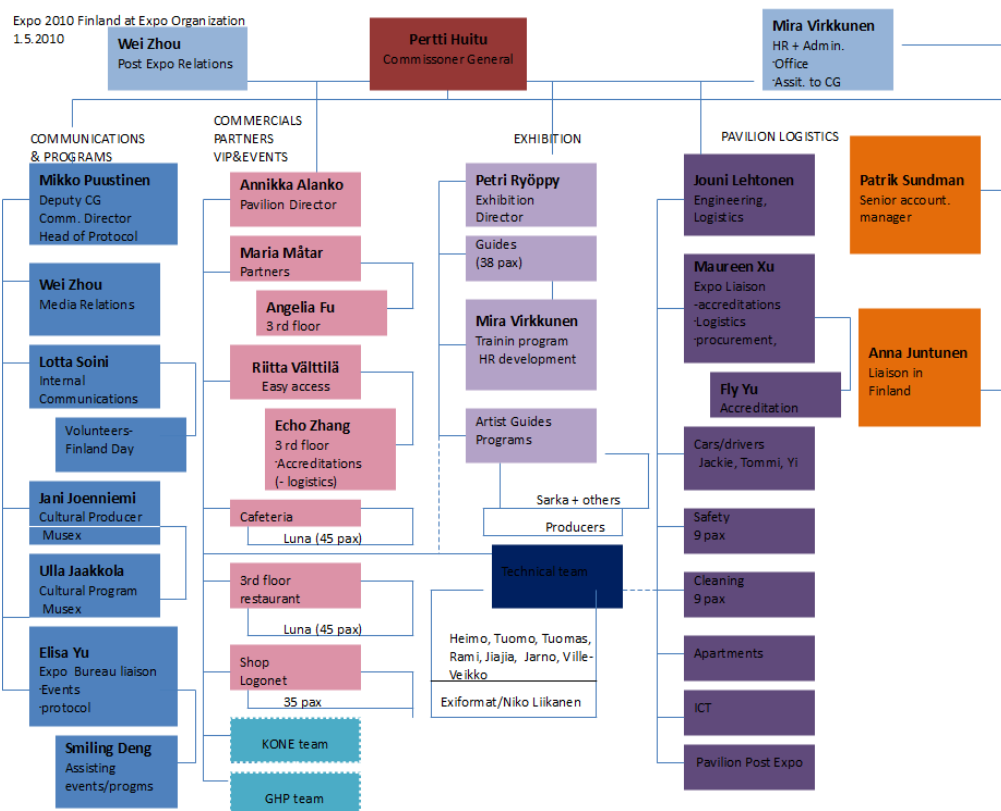 Expo 2010 Finland at Expo Organization
1.5.2010
Wei Zhou
Post Expo Relations
Pertti Huitu
Commissoner General
Mira Virkkunen
HR + Admin.
·Office
·Assit. to CG
COMMUNICATIONS
& PROGRAMS
Mikko Puustinen
Deputy CG
Comm. Director
Head of Protocol
Wei Zhou
Media Relations
Lotta Soini
Internal
Communications
Volunteers-
Finland Day
Jani Joenniemi
Cultural Producer
Musex
Ulla Jaakkola
Cultural Program
Musex
Elisa Yu
Expo Bureau liaison
·Events
·protocol
Smiling Deng
Assisting
events/progms
COMMERCIALS
PARTNERS
VIP&EVENTS
Annikka Alanko
Pavilion Director
Maria Måtar
Partners
Angelia Fu
3 rd floor
Riitta Välttilä
Easy access
Echo Zhang
3 rd floor
·Accreditations
(- logistics)
Cafeteria
Luna (45 pax)
3rd floor
restaurant
Luna (45 pax)
Shop
Logonet
35 pax
KONE team
GHP team
EXHIBITION
Petri Ryöppy
Exhibition
Director
Guides
(38 pax)
Mira Virkkunen
Trainin program
HR development
Artist Guides
Programs
Sarka + others
Producers
Technical team
Heimo, Tuomo, Tuomas,
Rami, Jiajia, Jarno, Ville-
Veikko
Exiformat/Niko Liikanen
PAVILION LOGISTICS
Jouni Lehtonen
Engineering,
Logistics
Maureen Xu
Expo Liaison
-accreditations
·Logistics
·procurement,
Fly Yu
Accreditation
Cars/drivers
Jackie, Tommi, Yi
Safety
9 pax
Cleaning
9 pax
Apartments
ICT
Pavilion Post Expo
Patrik Sundman
Senior account.
manager
Anna Juntunen
Liaison in
Finland